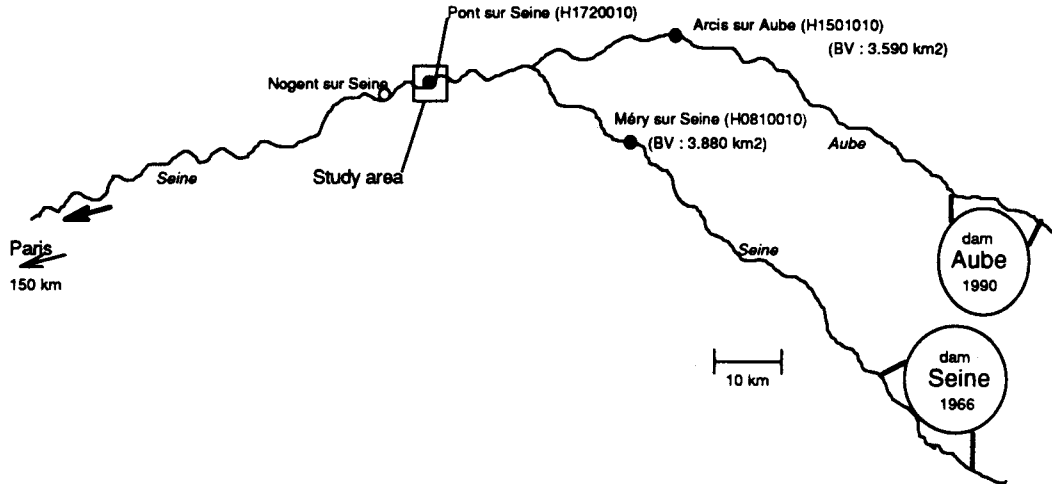 Pont sur Seine (H1720010)
Arcis sur Aube (H1501010)
(BV : 3.590 km2)
Nogent sur Seine
Méry sur Seine (H0810010)
(BV : 3.880 km2)
Aube
Study area
Seine
Paris
150 km
Seine
dam
Aube
1990
10 km
dam
Seine
1966